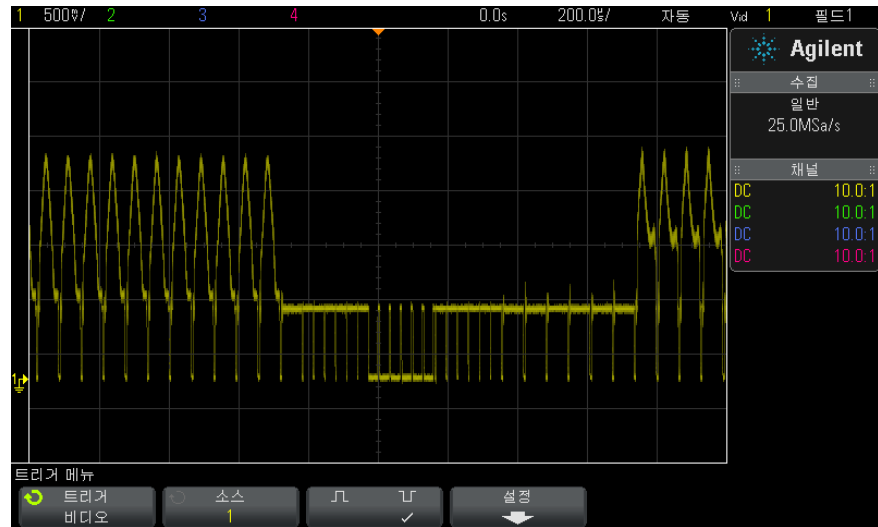 1 500mV/ 2 3 4 0.0s 200.0us/ 자동 Vid 1 필드1
Agilent
수집
일반
25.0MSa/s
채널
DC 10.0:1
DC 10.0:1
DC 10.0:1
DC 10.0:1
1
트리거 메뉴
트리거 소스 설정
비디오 1